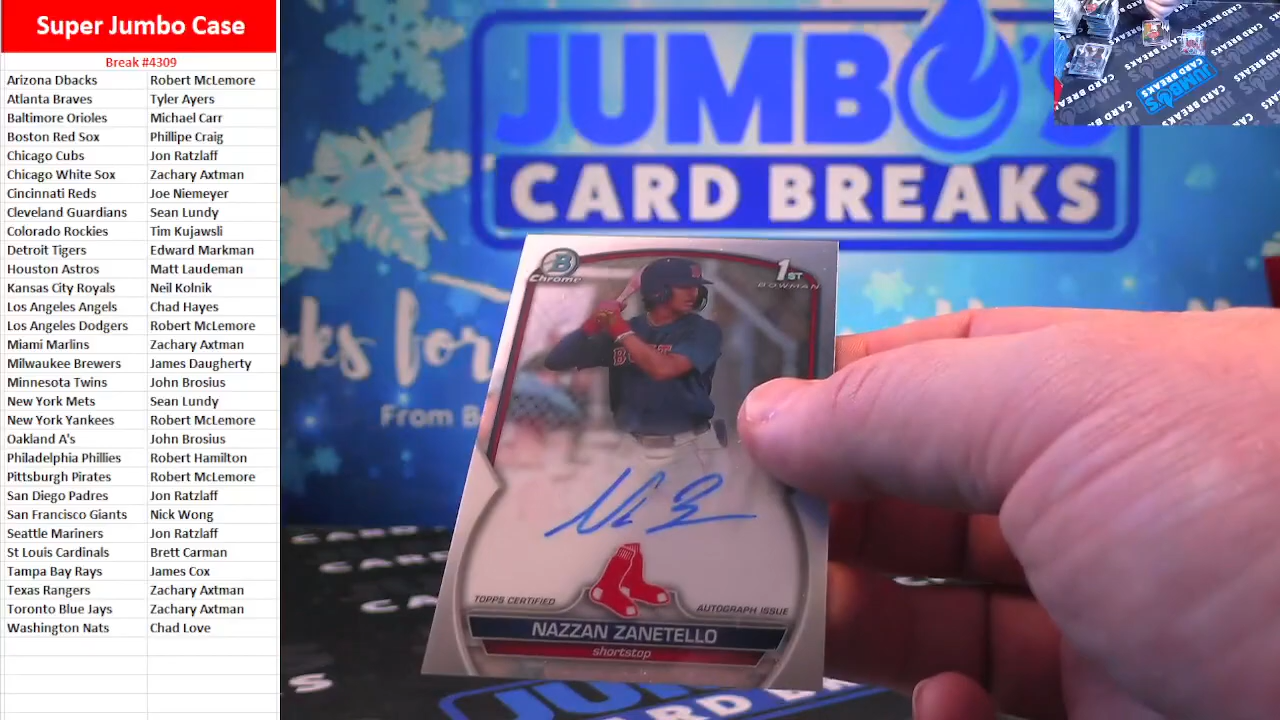 Super Jumbo Case
Break #4309
Arizona Dbacks Robert McLemore
Atlanta Braves Tyler Ayers
Baltimore Orioles Michael Carr
Boston Red Sox Phillipe Craig
Chicago Cubs Jon Ratzlaff
Chicago White Sox Zachary Axtman
Cincinnati Reds Joe Niemeyer
Cleveland Guardians Sean Lundy
Colorado Rockies Tim Kujawsli
Detroit Tigers Edward Markman
Houston Astros Matt Laudeman
Kansas City Royals Neil Kolnik
Los Angeles Angels Chad Hayes
Los Angeles Dodgers Robert McLemore
Miami Marlins Zachary Axtman
Milwaukee Brewers James Daugherty
Minnesota Twins John Brosius
New York Mets Sean Lundy
New York Yankees Robert McLemore
Oakland A's John Brosius
Philadelphia Phillies Robert Hamilton
Pittsburgh Pirates Robert McLemore
San Diego Padres Jon Ratzlaff
San Francisco Giants Nick Wong
Seattle Mariners Jon Ratzlaff
St Louis Cardinals Brett Carman
Tampa Bay Rays James Cox
Texas Rangers Zachary Axtman
Toronto Blue Jays Zachary Axtman
Washington Nats Chad Love
JUMBO'S
CARD BREAKS
for
From
B
Chrome
1ST
BOWMAN
TOPPS CERTIFIED
AUTOGRAPH ISSUE
NAZZAN ZANETELLO
shortstop
JUMBO'S
CARD BREAKS